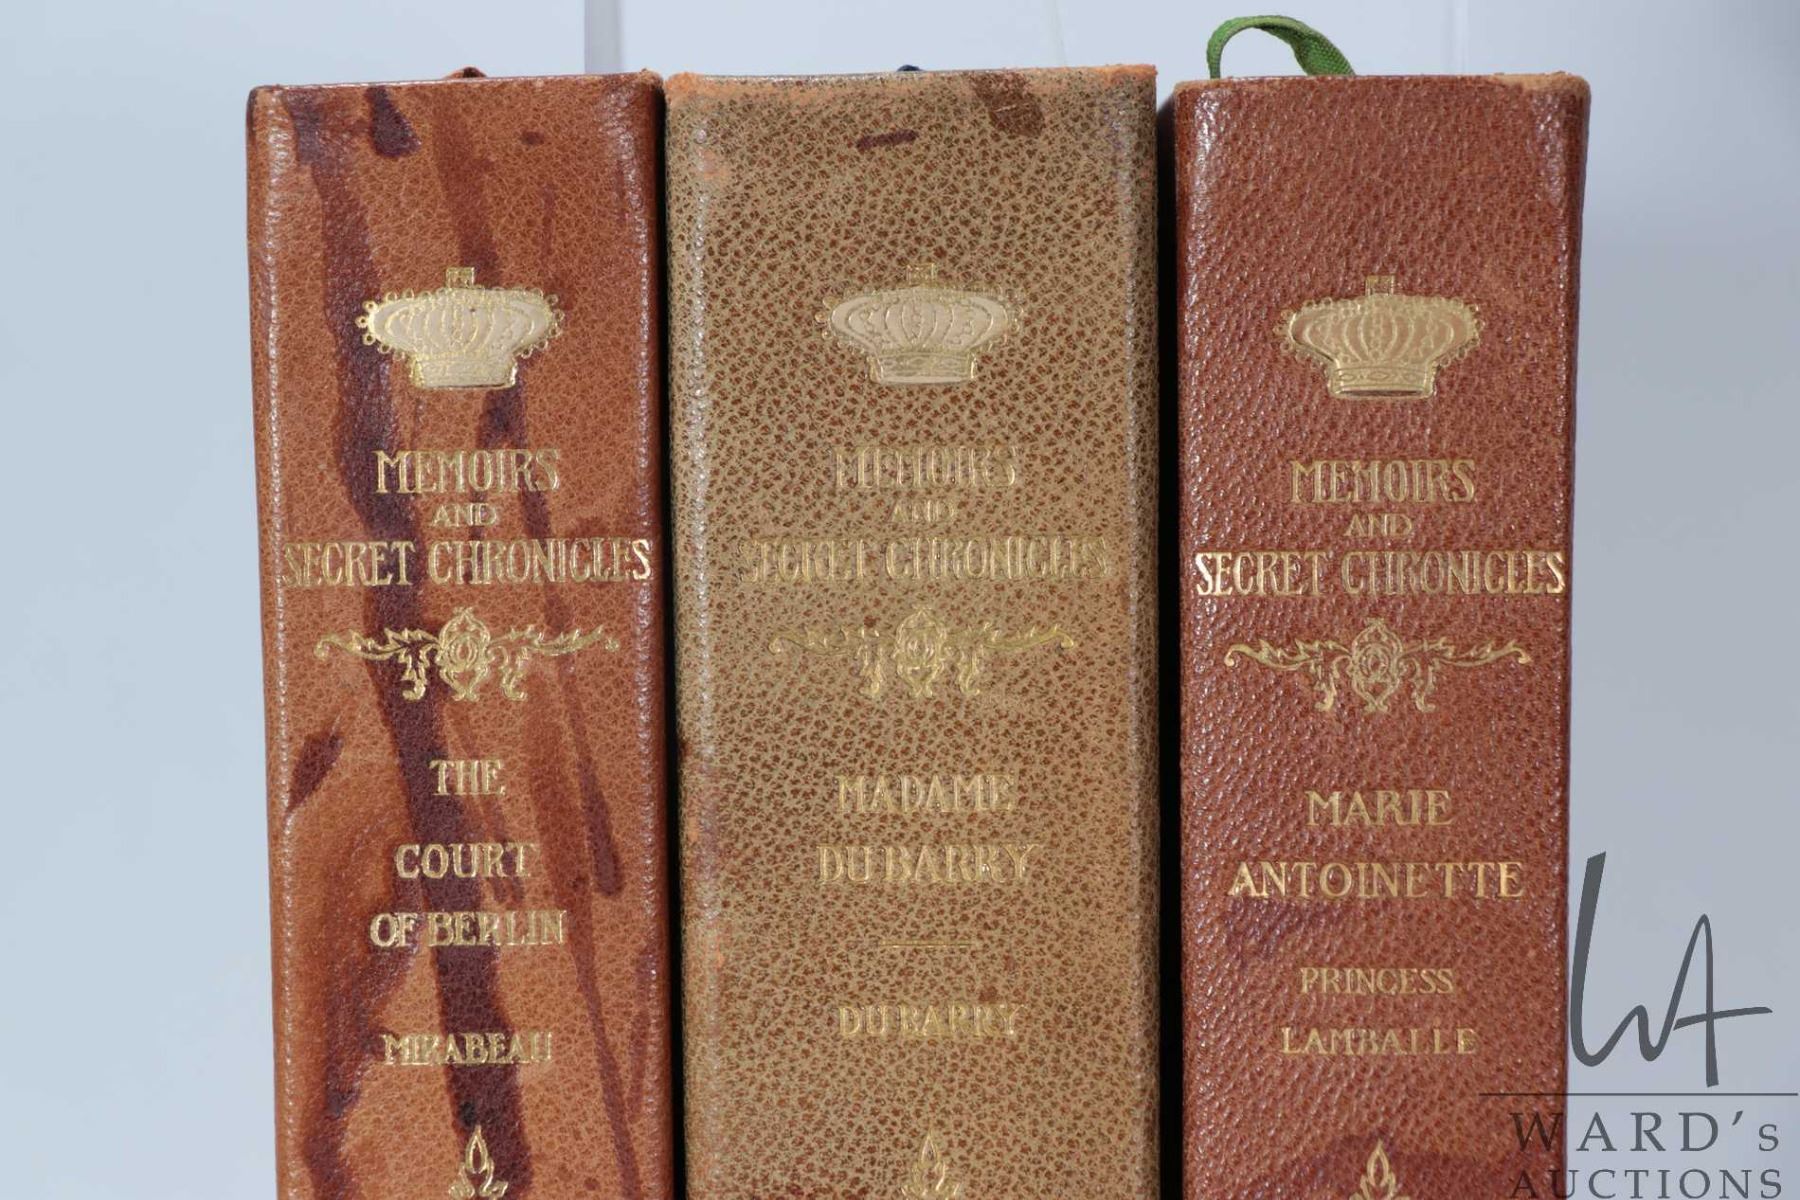 MEMOIRS
AND
SECRET CHRONICLES
THE
COURT
OF BERLIN
MIRABEAU
MEMOIRS
AND
SECRET CHRONICLES
MADAME
DU BARRY
DU BARRY
MEMOIRS
AND
SECRET CHRONICLES
MARIE
ANTOINETTE
PRINCESS
LAMBALLE
WA
WARD's
AUCTIONS